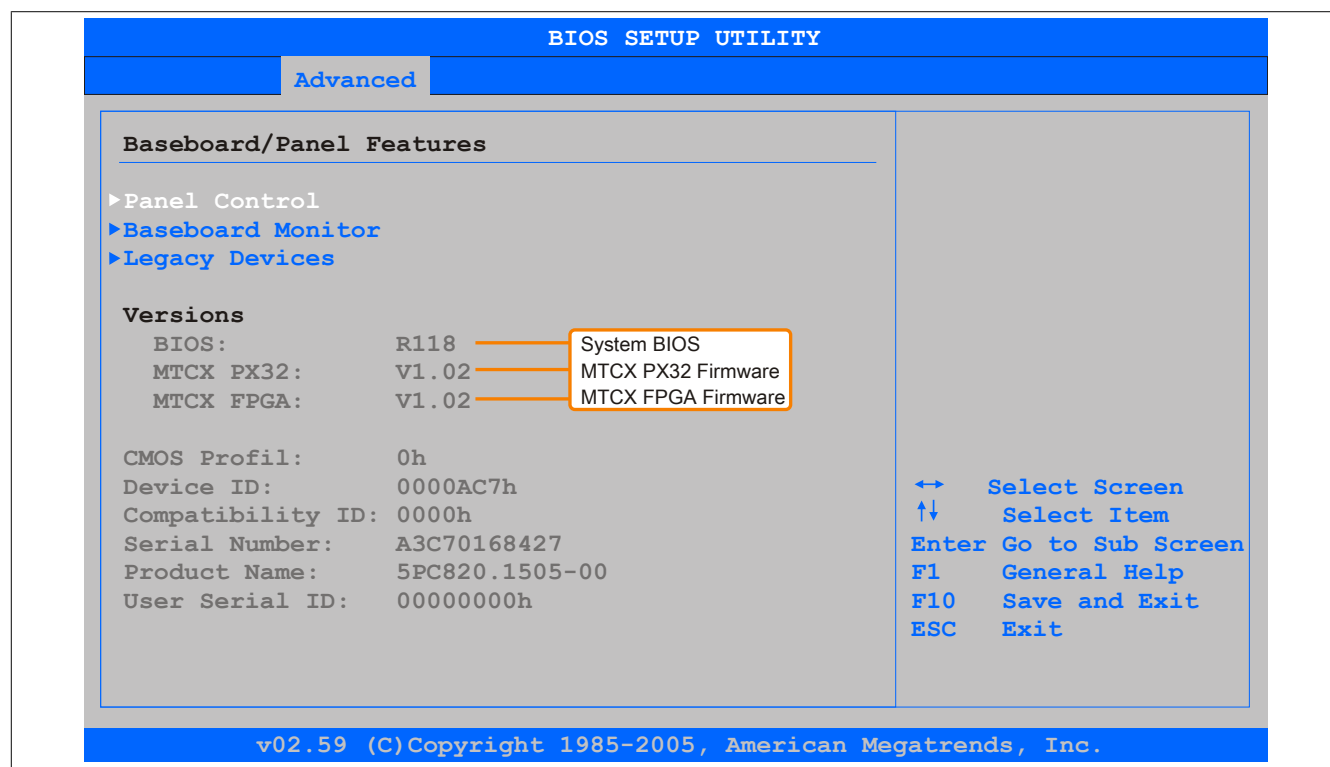 BIOS SETUP UTILITY
Advanced
Baseboard/Panel Features
▶Panel Control
▶Baseboard Monitor
▶Legacy Devices
Versions
BIOS: R118 System BIOS
MTCX PX32: V1.02 MTCX PX32 Firmware
MTCX FPGA: V1.02 MTCX FPGA Firmware
CMOS Profil: 0h
Device ID: 0000AC7h
Compatibility ID: 0000h
Serial Number: A3C70168427
Product Name: 5PC820.1505-00
User Serial ID: 00000000h
↔ Select Screen
↑↓ Select Item
Enter Go to Sub Screen
F1 General Help
F10 Save and Exit
ESC Exit
v02.59 (C)Copyright 1985-2005, American Megatrends, Inc.